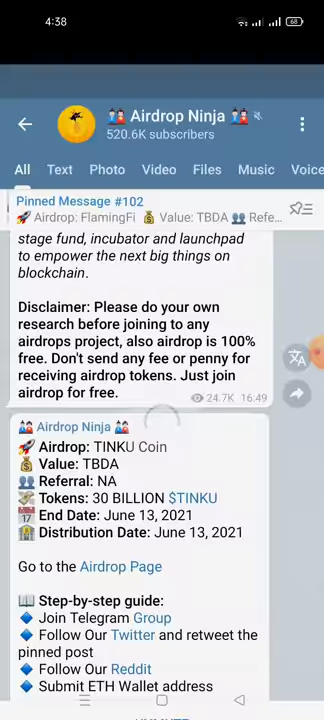 4:38
68
Airdrop Ninja
520.6K subscribers
All Text Photo Video Files Music Voice
Pinned Message #102
🚀 Airdrop: FlamingFi 💰 Value: TBDA 👥 Refe...
stage fund, incubator and launchpad
to empower the next big things on
blockchain.
Disclaimer: Please do your own
research before joining to any
airdrops project, also airdrop is 100%
free. Don't send any fee or penny for
receiving airdrop tokens. Just join
airdrop for free.
24.7K 16:49
Airdrop Ninja
🚀 Airdrop: TINKU Coin
💰 Value: TBDA
👥 Referral: NA
💸 Tokens: 30 BILLION $TINKU
📅 End Date: June 13, 2021
🏦 Distribution Date: June 13, 2021
Go to the Airdrop Page
📖 Step-by-step guide:
🔷 Join Telegram Group
🔷 Follow Our Twitter and retweet the
pinned post
🔷 Follow Our Reddit
🔷 Submit ETH Wallet address